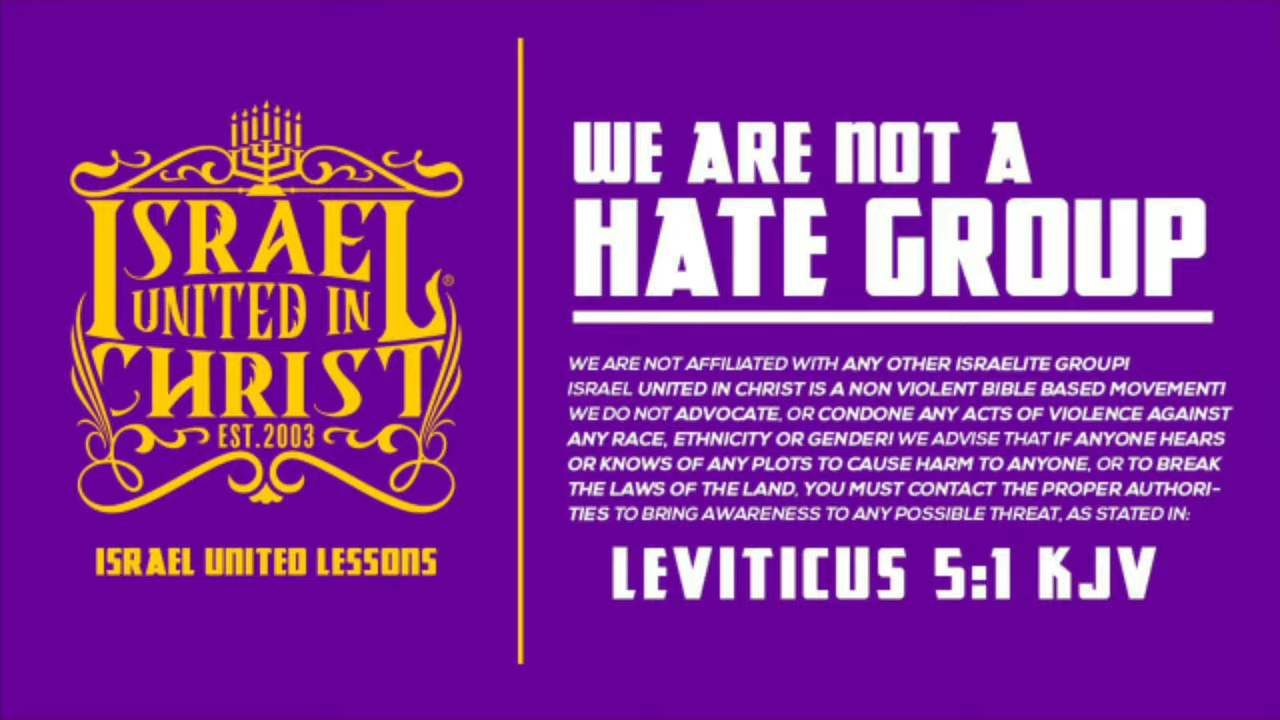 ISRAEL
UNITED IN
CHRIST
®
EST.2003
ISRAEL UNITED LESSONS
WE ARE NOT A
HATE GROUP
WE ARE NOT AFFILIATED WITH ANY OTHER ISRAELITE GROUP!
ISRAEL UNITED IN CHRIST IS A NON VIOLENT BIBLE BASED MOVEMENT!
WE DO NOT ADVOCATE, OR CONDONE ANY ACTS OF VIOLENCE AGAINST
ANY RACE, ETHNICITY OR GENDER! WE ADVISE THAT IF ANYONE HEARS
OR KNOWS OF ANY PLOTS TO CAUSE HARM TO ANYONE, OR TO BREAK
THE LAWS OF THE LAND, YOU MUST CONTACT THE PROPER AUTHORI-
TIES TO BRING AWARENESS TO ANY POSSIBLE THREAT, AS STATED IN:
LEVITICUS 5:1 KJV